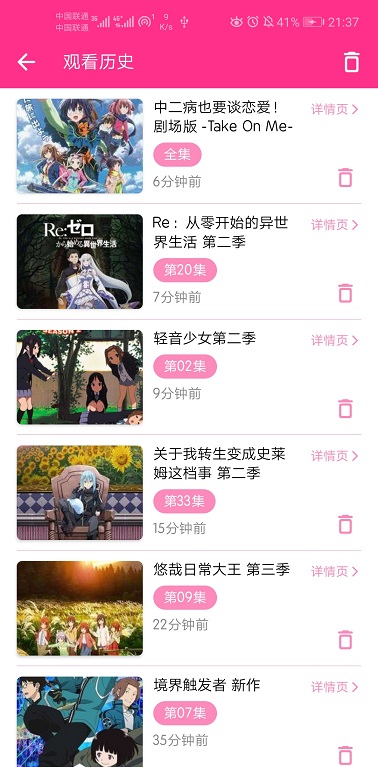 中国联通 3G 4G+ 1 9
中国联通 K/s 41% 21:37
观看历史
中二病也要谈恋爱！
剧场版 -Take On Me-
详情页
全集
6分钟前
Re:ゼロ
から始める異世界生活
Re：从零开始的异世
界生活 第二季
详情页
第20集
7分钟前
SEASON 2
轻音少女第二季
详情页
第02集
9分钟前
关于我转生变成史莱
姆这档事 第二季
详情页
第33集
15分钟前
悠哉日常大王 第三季
详情页
第09集
22分钟前
境界触发者 新作
详情页
第07集
35分钟前